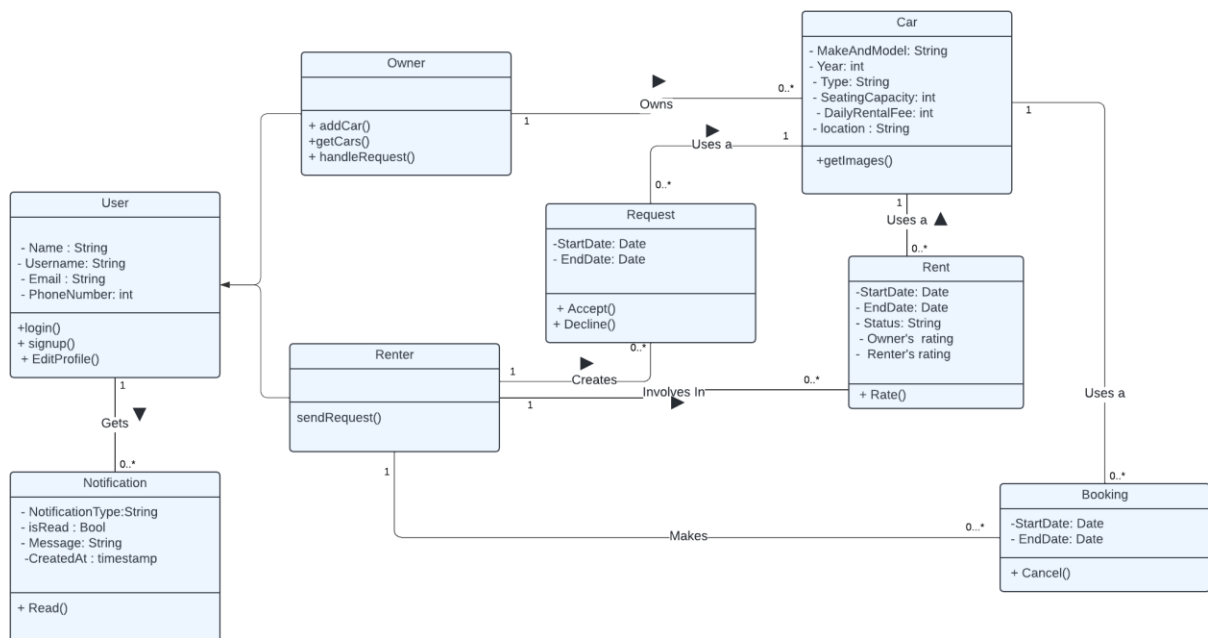 Car
- MakeAndModel: String
- Year: int
- Type: String
- SeatingCapacity: int
- DailyRentalFee: int
- location : String
+getImages()
Owner
+ addCar()
+getCars()
+ handleRequest()
1
Owns
0..*
Uses a
1
0..*
1
Request
-StartDate: Date
- EndDate: Date
+ Accept()
+ Decline()
0..*
1
Uses a
0..*
Rent
-StartDate: Date
- EndDate: Date
- Status: String
- Owner's rating
- Renter's rating
+ Rate()
User
- Name : String
- Username: String
- Email : String
- PhoneNumber: int
+login()
+ signup()
+ EditProfile()
1
Gets
0..*
Renter
sendRequest()
1
Creates
1
Involves In
0..*
1
Makes
0...*
Uses a
0..*
Notification
- NotificationType:String
- isRead : Bool
- Message: String
-CreatedAt : timestamp
+ Read()
Booking
-StartDate: Date
- EndDate: Date
+ Cancel()